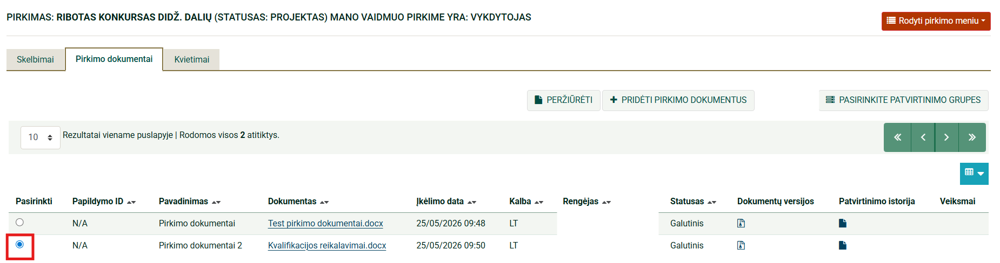 PIRKIMAS: RIBOTAS KONKURSAS DIDŽ. DALIŲ (STATUSAS: PROJEKTAS) MANO VAIDMUO PIRKIME YRA: VYKDYTOJAS
Rodyti pirkimo meniu
Skelbimai Pirkimo dokumentai Kvietimai
PERŽIŪRĖTI PRIDĖTI PIRKIMO DOKUMENTUS PASIRINKITE PATVIRTINIMO GRUPES
10 Rezultatai viename puslapyje | Rodomos visos 2 atitiktys.
Pasirinkti Papildymo ID Pavadinimas Dokumentas Įkėlimo data Kalba Rengėjas Statusas Dokumentų versijos Patvirtinimo istorija Veiksmai
N/A Pirkimo dokumentai Test pirkimo dokumentai.docx 25/05/2026 09:48 LT Galutinis
N/A Pirkimo dokumentai 2 Kvalifikacijos reikalavimai.docx 25/05/2026 09:50 LT Galutinis